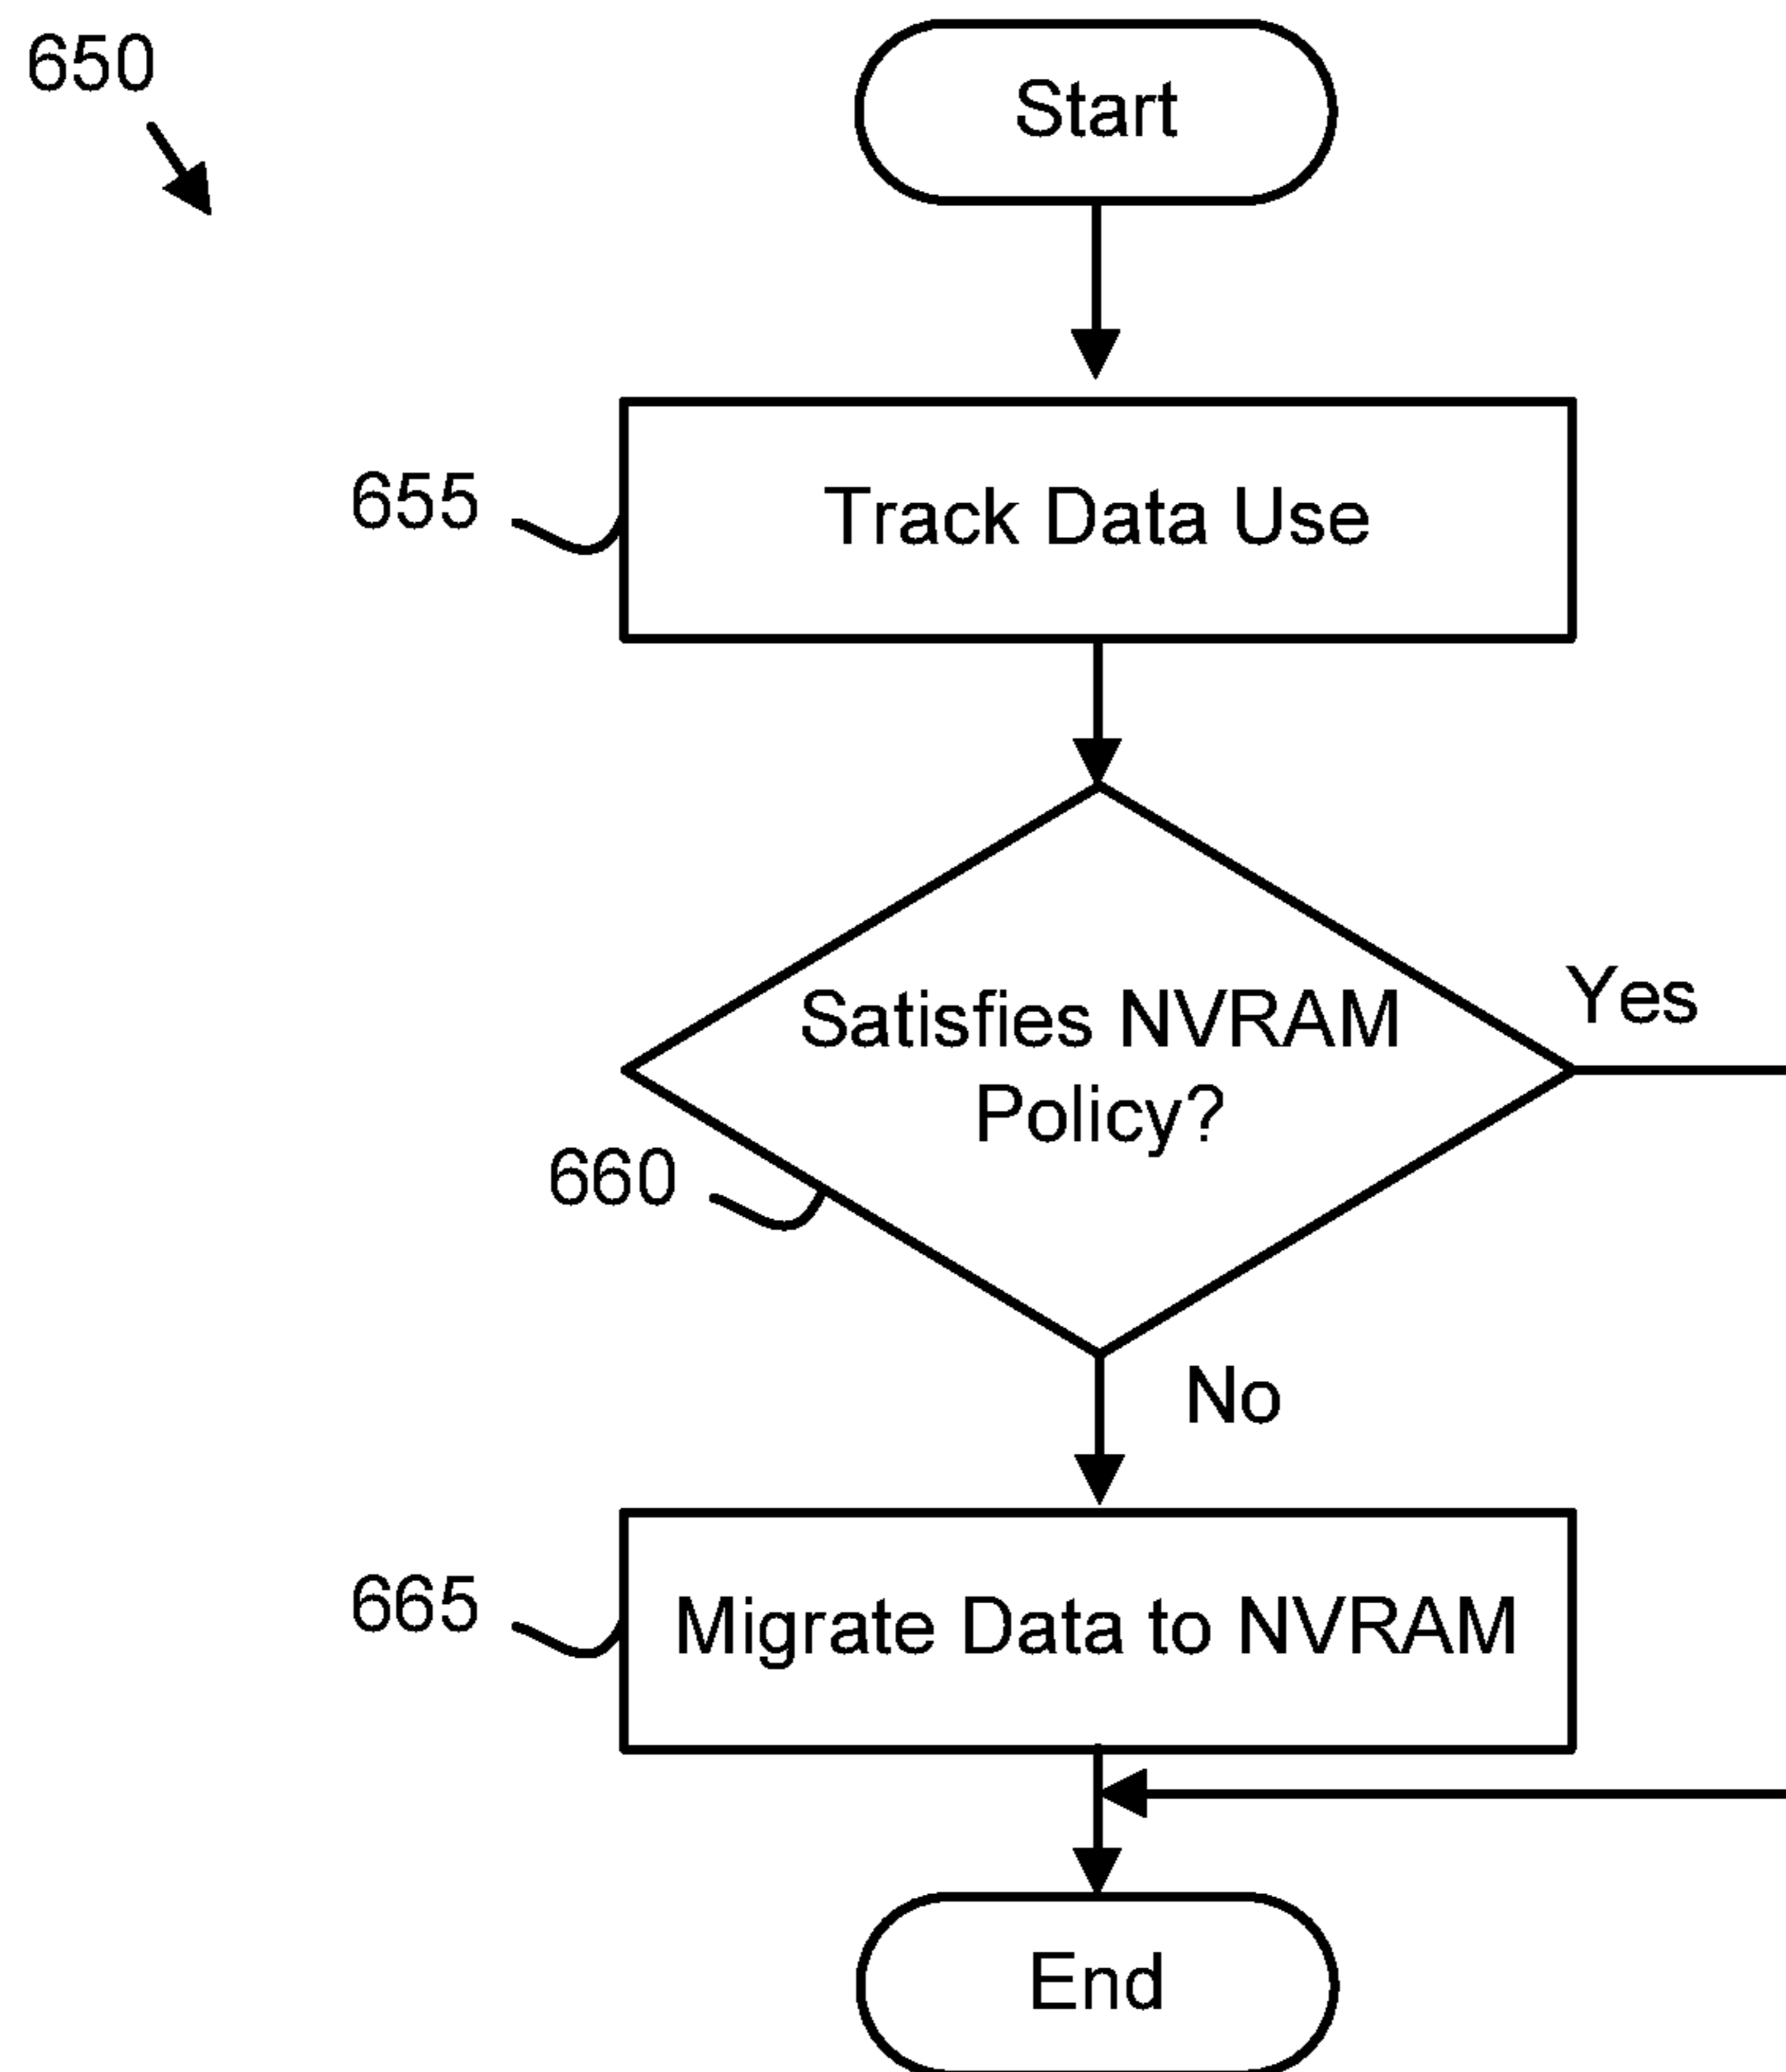 650
Start
655
Track Data Use
Satisfies NVRAM
Policy?
Yes
660
No
665
Migrate Data to NVRAM
End